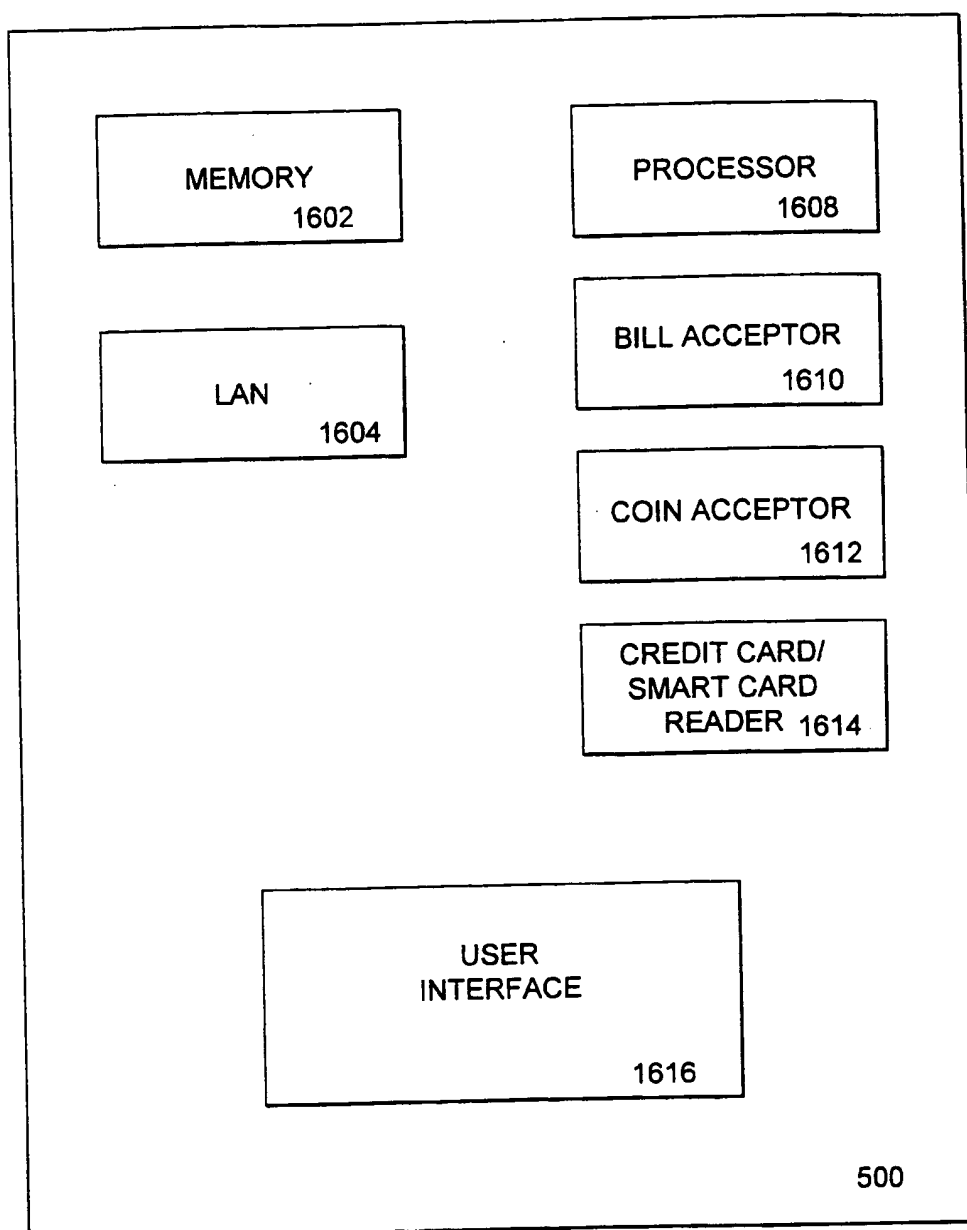 MEMORY
1602
PROCESSOR
1608
LAN
1604
BILL ACCEPTOR
1610
COIN ACCEPTOR
1612
CREDIT CARD/
SMART CARD
READER 1614
USER
INTERFACE
1616
500